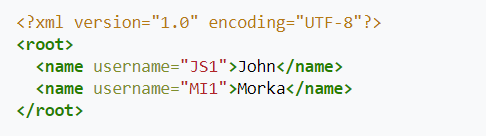 <?xml version="1.0" encoding="UTF-8"?>
<root>
  <name username="JS1">John</name>
  <name username="MI1">Morka</name>
</root>